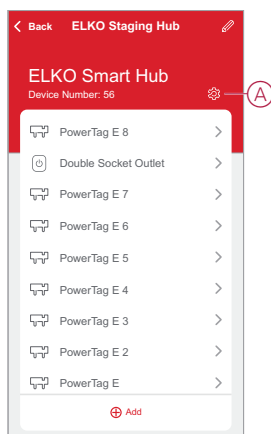 Back ELKO Staging Hub
ELKO Smart Hub
Device Number: 56
A
PowerTag E 8
Double Socket Outlet
PowerTag E 7
PowerTag E 6
PowerTag E 5
PowerTag E 4
PowerTag E 3
PowerTag E 2
PowerTag E
Add